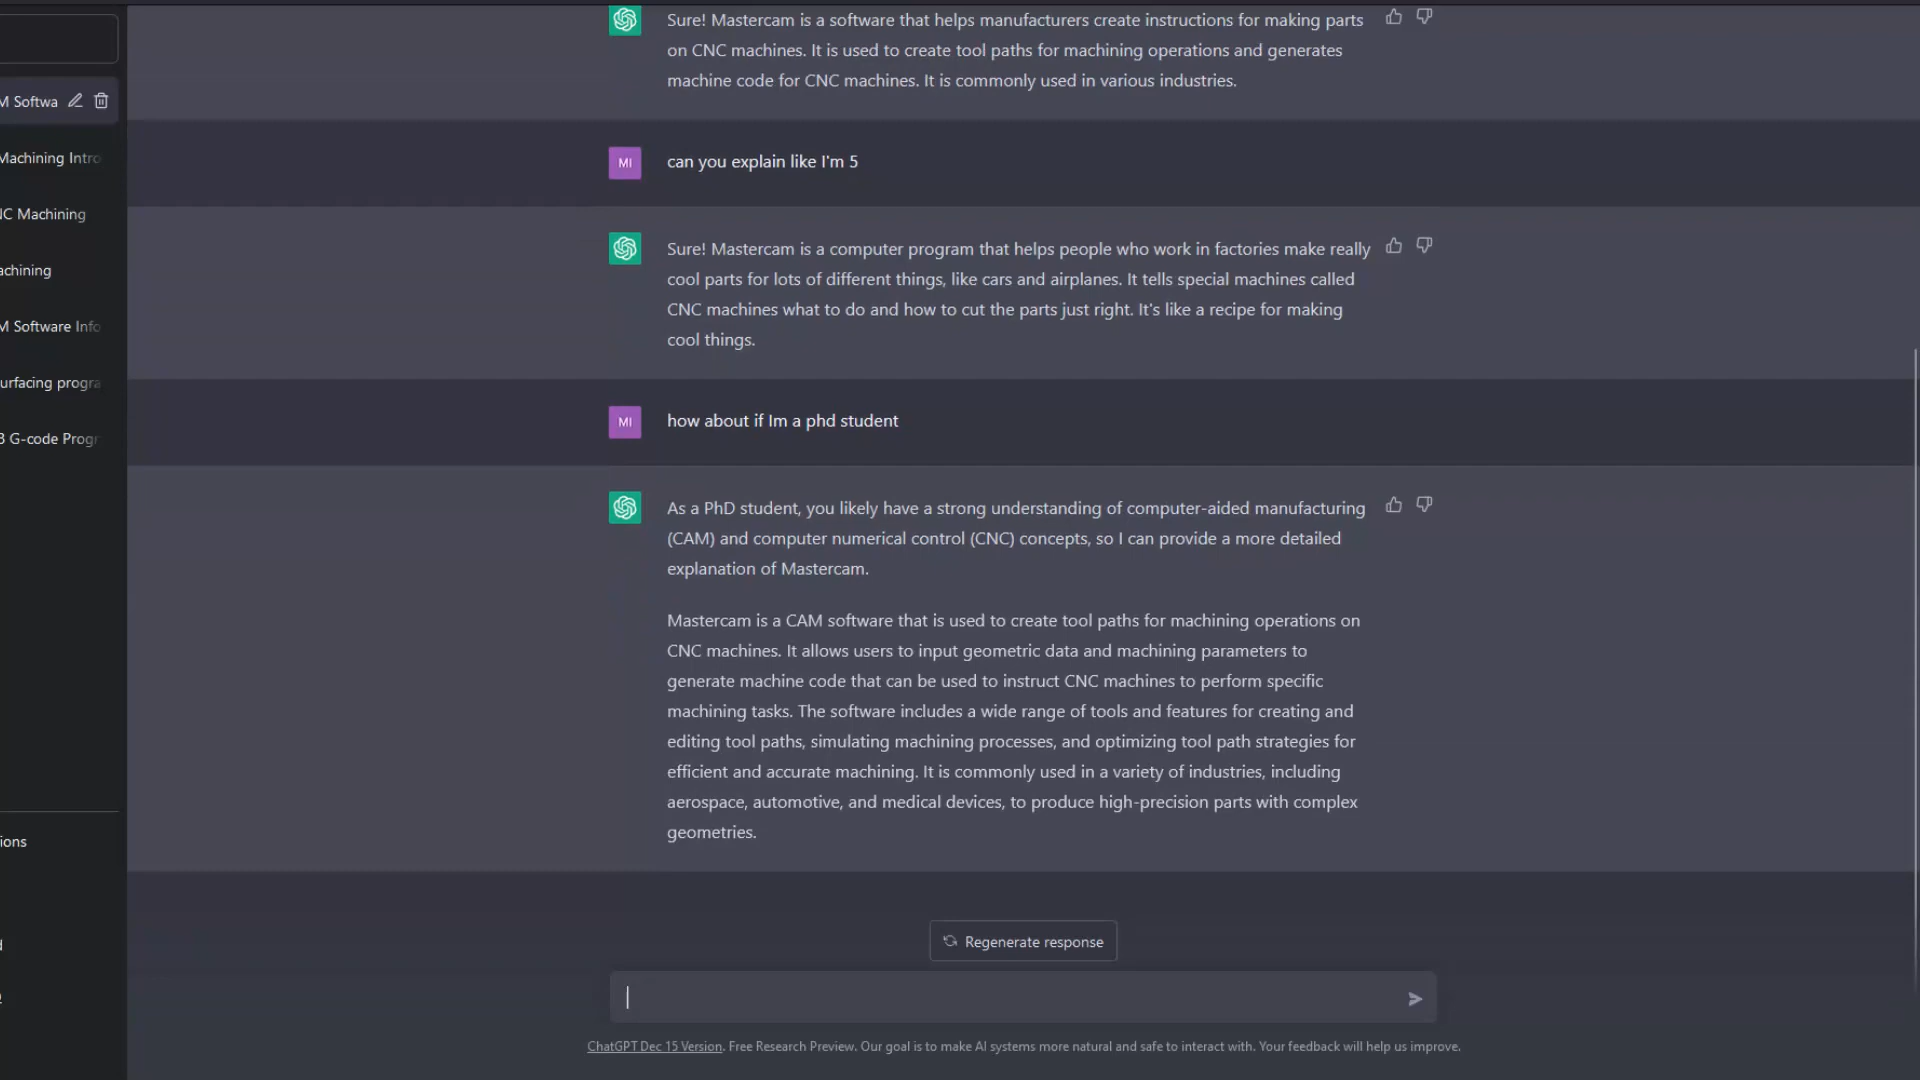 Sure! Mastercam is a software that helps manufacturers create instructions for making parts
on CNC machines. It is used to create tool paths for machining operations and generates
machine code for CNC machines. It is commonly used in various industries.
M Softwa
Machining Intro
MI
can you explain like I'm 5
NC Machining
achining
M Software Info
urfacing progra
G-code Progr
Sure! Mastercam is a computer program that helps people who work in factories make really
cool parts for lots of different things, like cars and airplanes. It tells special machines called
CNC machines what to do and how to cut the parts just right. It's like a recipe for making
cool things.
MI
how about if Im a phd student
As a PhD student, you likely have a strong understanding of computer-aided manufacturing
(CAM) and computer numerical control (CNC) concepts, so I can provide a more detailed
explanation of Mastercam.
Mastercam is a CAM software that is used to create tool paths for machining operations on
CNC machines. It allows users to input geometric data and machining parameters to
generate machine code that can be used to instruct CNC machines to perform specific
machining tasks. The software includes a wide range of tools and features for creating and
editing tool paths, simulating machining processes, and optimizing tool path strategies for
efficient and accurate machining. It is commonly used in a variety of industries, including
aerospace, automotive, and medical devices, to produce high-precision parts with complex
geometries.
ions
Regenerate response
ChatGPT Dec 15 Version. Free Research Preview. Our goal is to make AI systems more natural and safe to interact with. Your feedback will help us improve.